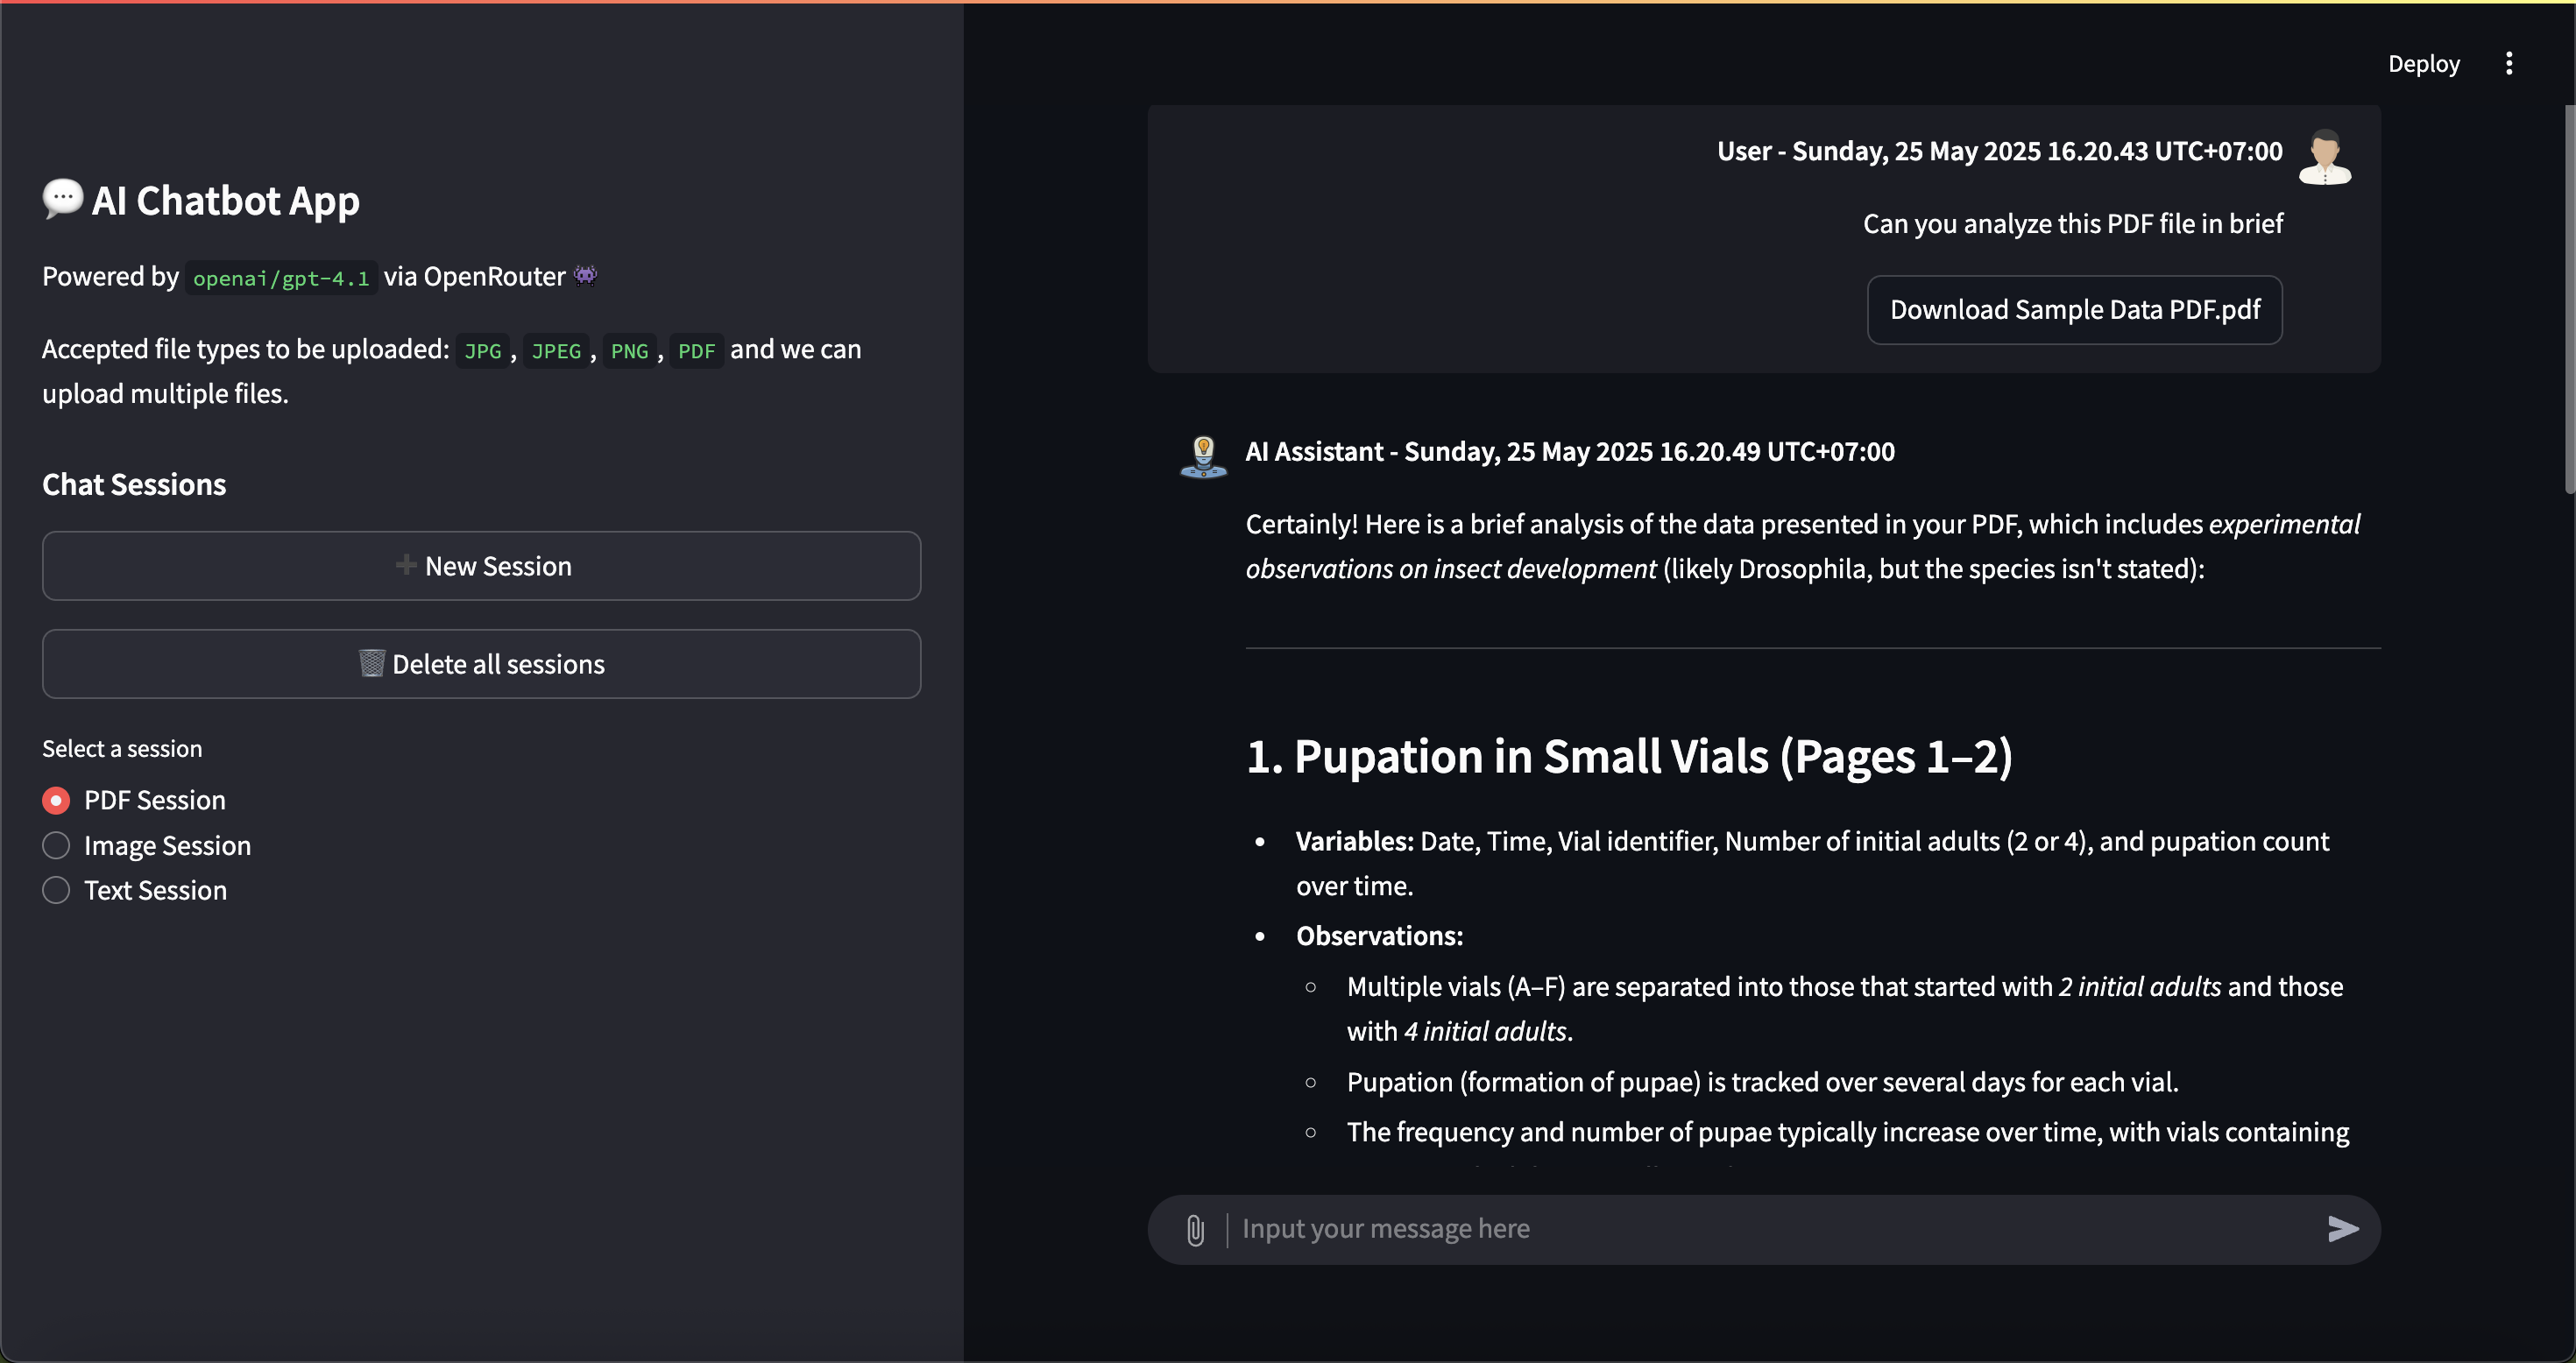 AI Chatbot App
Powered by openai/gpt-4.1 via OpenRouter
Accepted file types to be uploaded: JPG, JPEG, PNG, PDF and we can
upload multiple files.
Chat Sessions
New Session
Delete all sessions
Select a session
PDF Session
Image Session
Text Session
Deploy
User - Sunday, 25 May 2025 16.20.43 UTC+07:00
Can you analyze this PDF file in brief
Download Sample Data PDF.pdf
AI Assistant - Sunday, 25 May 2025 16.20.49 UTC+07:00
Certainly! Here is a brief analysis of the data presented in your PDF, which includes experimental
observations on insect development (likely Drosophila, but the species isn't stated):
1. Pupation in Small Vials (Pages 1–2)
• Variables: Date, Time, Vial identifier, Number of initial adults (2 or 4), and pupation count
over time.
• Observations:
○ Multiple vials (A–F) are separated into those that started with 2 initial adults and those
with 4 initial adults.
○ Pupation (formation of pupae) is tracked over several days for each vial.
○ The frequency and number of pupae typically increase over time, with vials containing
Input your message here